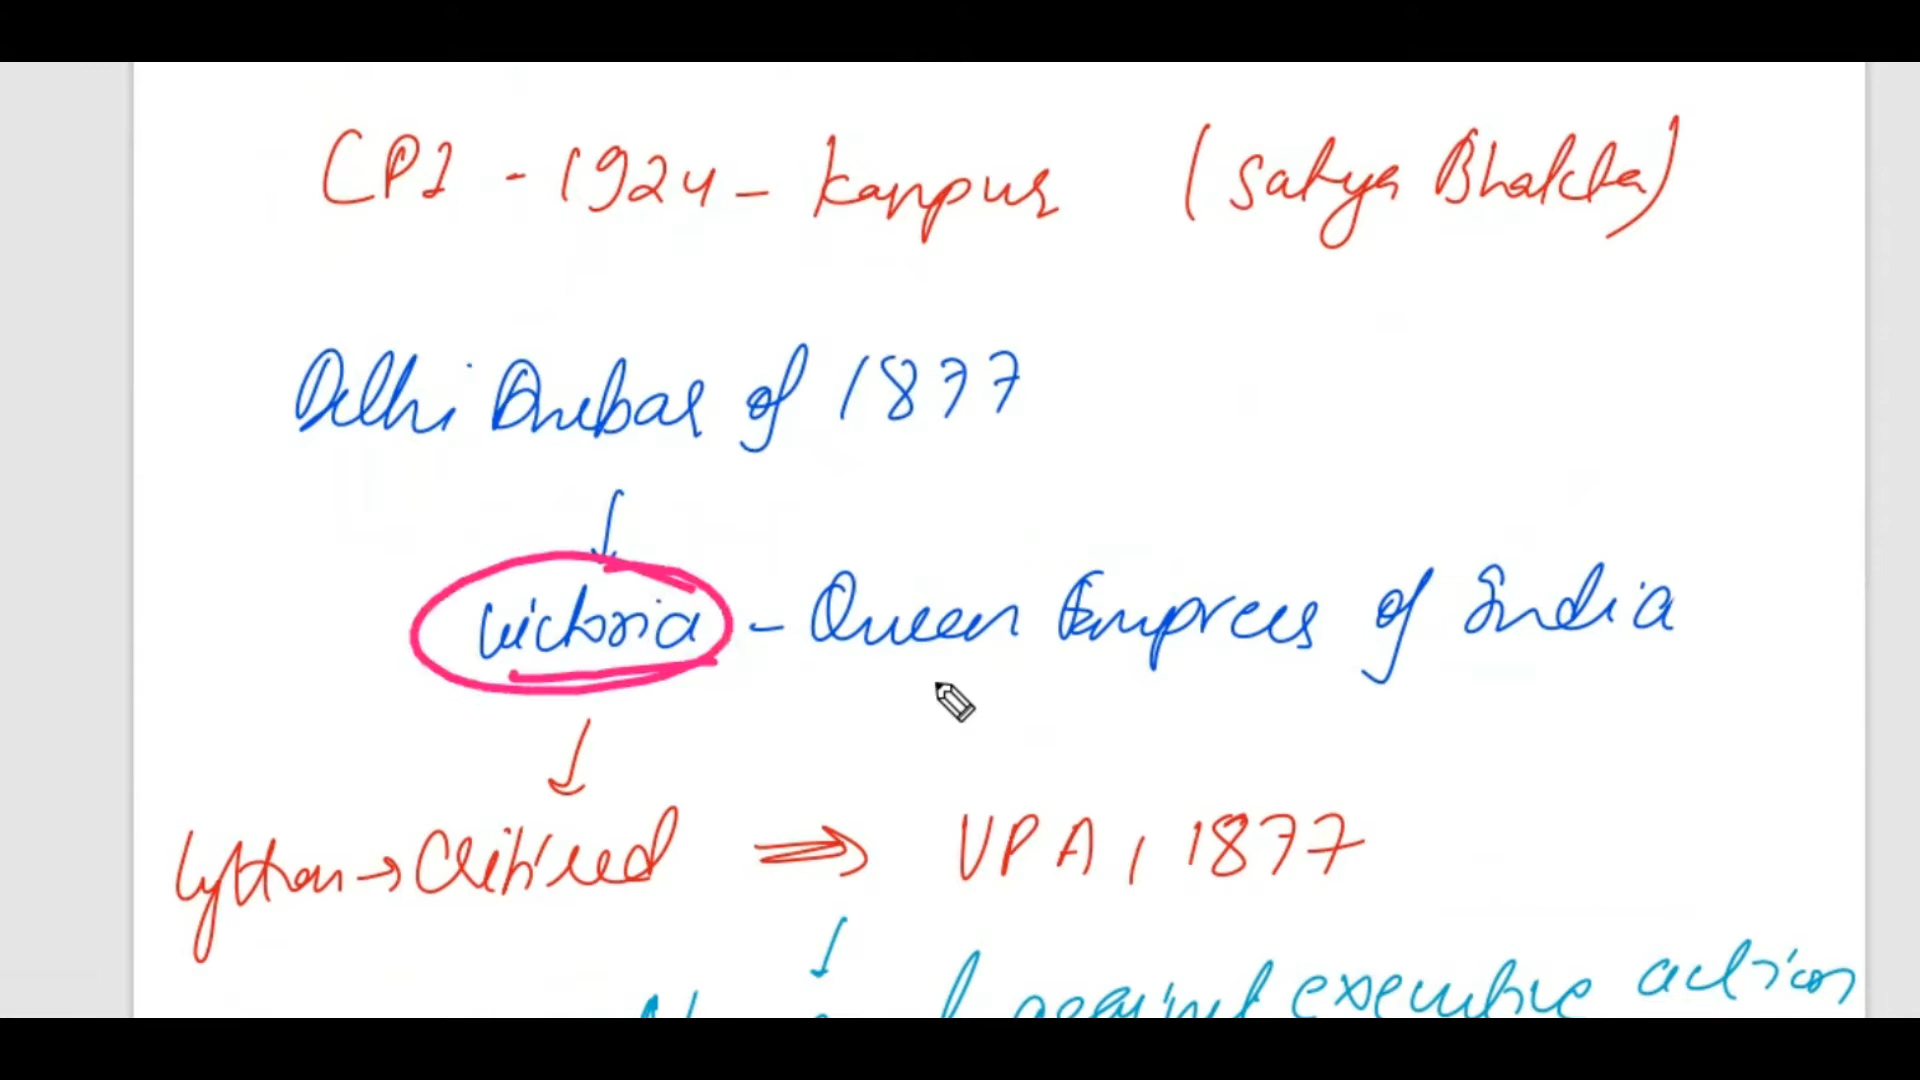 CPI - 1924 - Kanpur (Satya Bhakta)
Delhi Durbar of 1877
Victoria - Queen Empress of India
Lytton → Criticised ⇒ VPA, 1877
against executive action